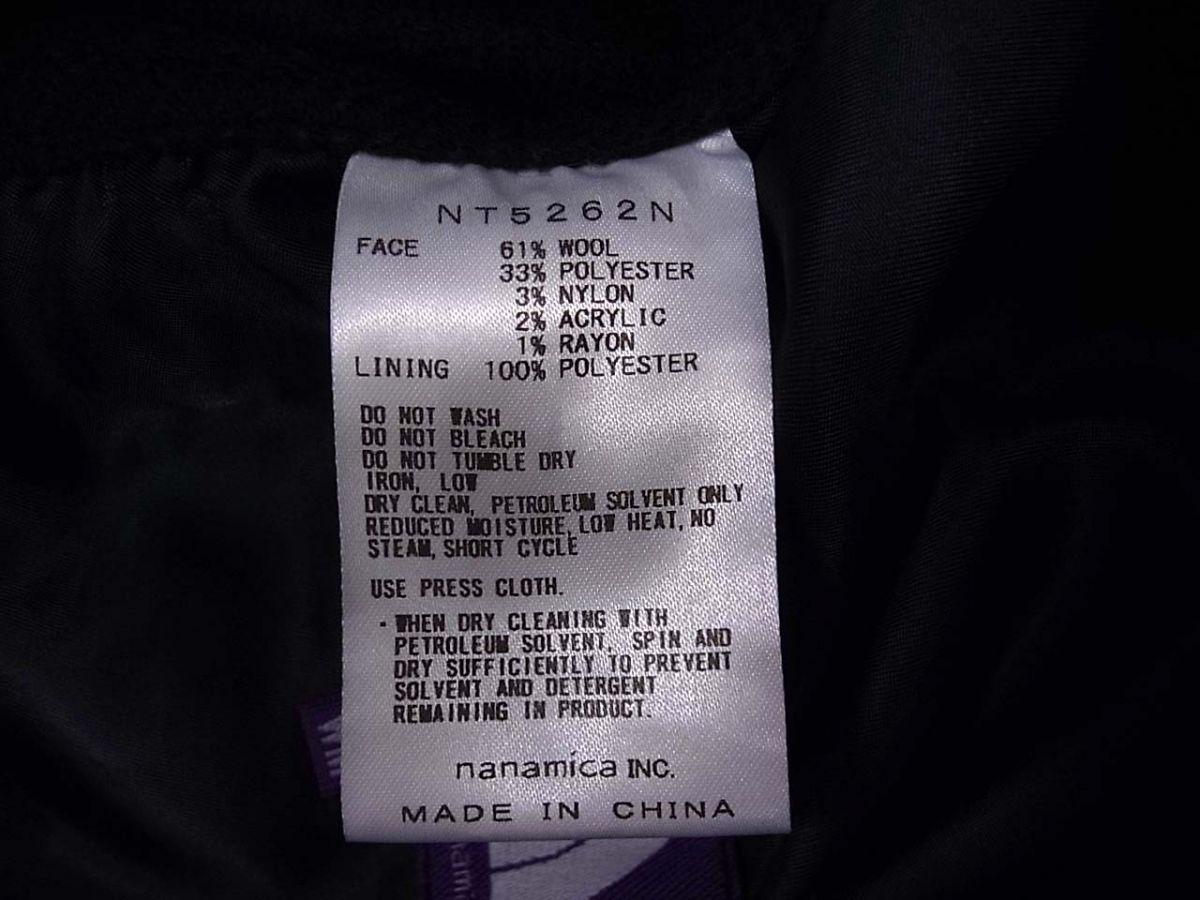 NT5262N
FACE 61% WOOL
33% POLYESTER
3% NYLON
2% ACRYLIC
1% RAYON
LINING 100% POLYESTER
DO NOT WASH
DO NOT BLEACH
DO NOT TUMBLE DRY
IRON, LOW
DRY CLEAN, PETROLEUM SOLVENT ONLY
REDUCED MOISTURE, LOW HEAT, NO
STEAM, SHORT CYCLE
USE PRESS CLOTH.
· WHEN DRY CLEANING WITH
PETROLEUM SOLVENT, SPIN AND
DRY SUFFICIENTLY TO PREVENT
SOLVENT AND DETERGENT
REMAINING IN PRODUCT.
nanamica INC.
MADE IN CHINA